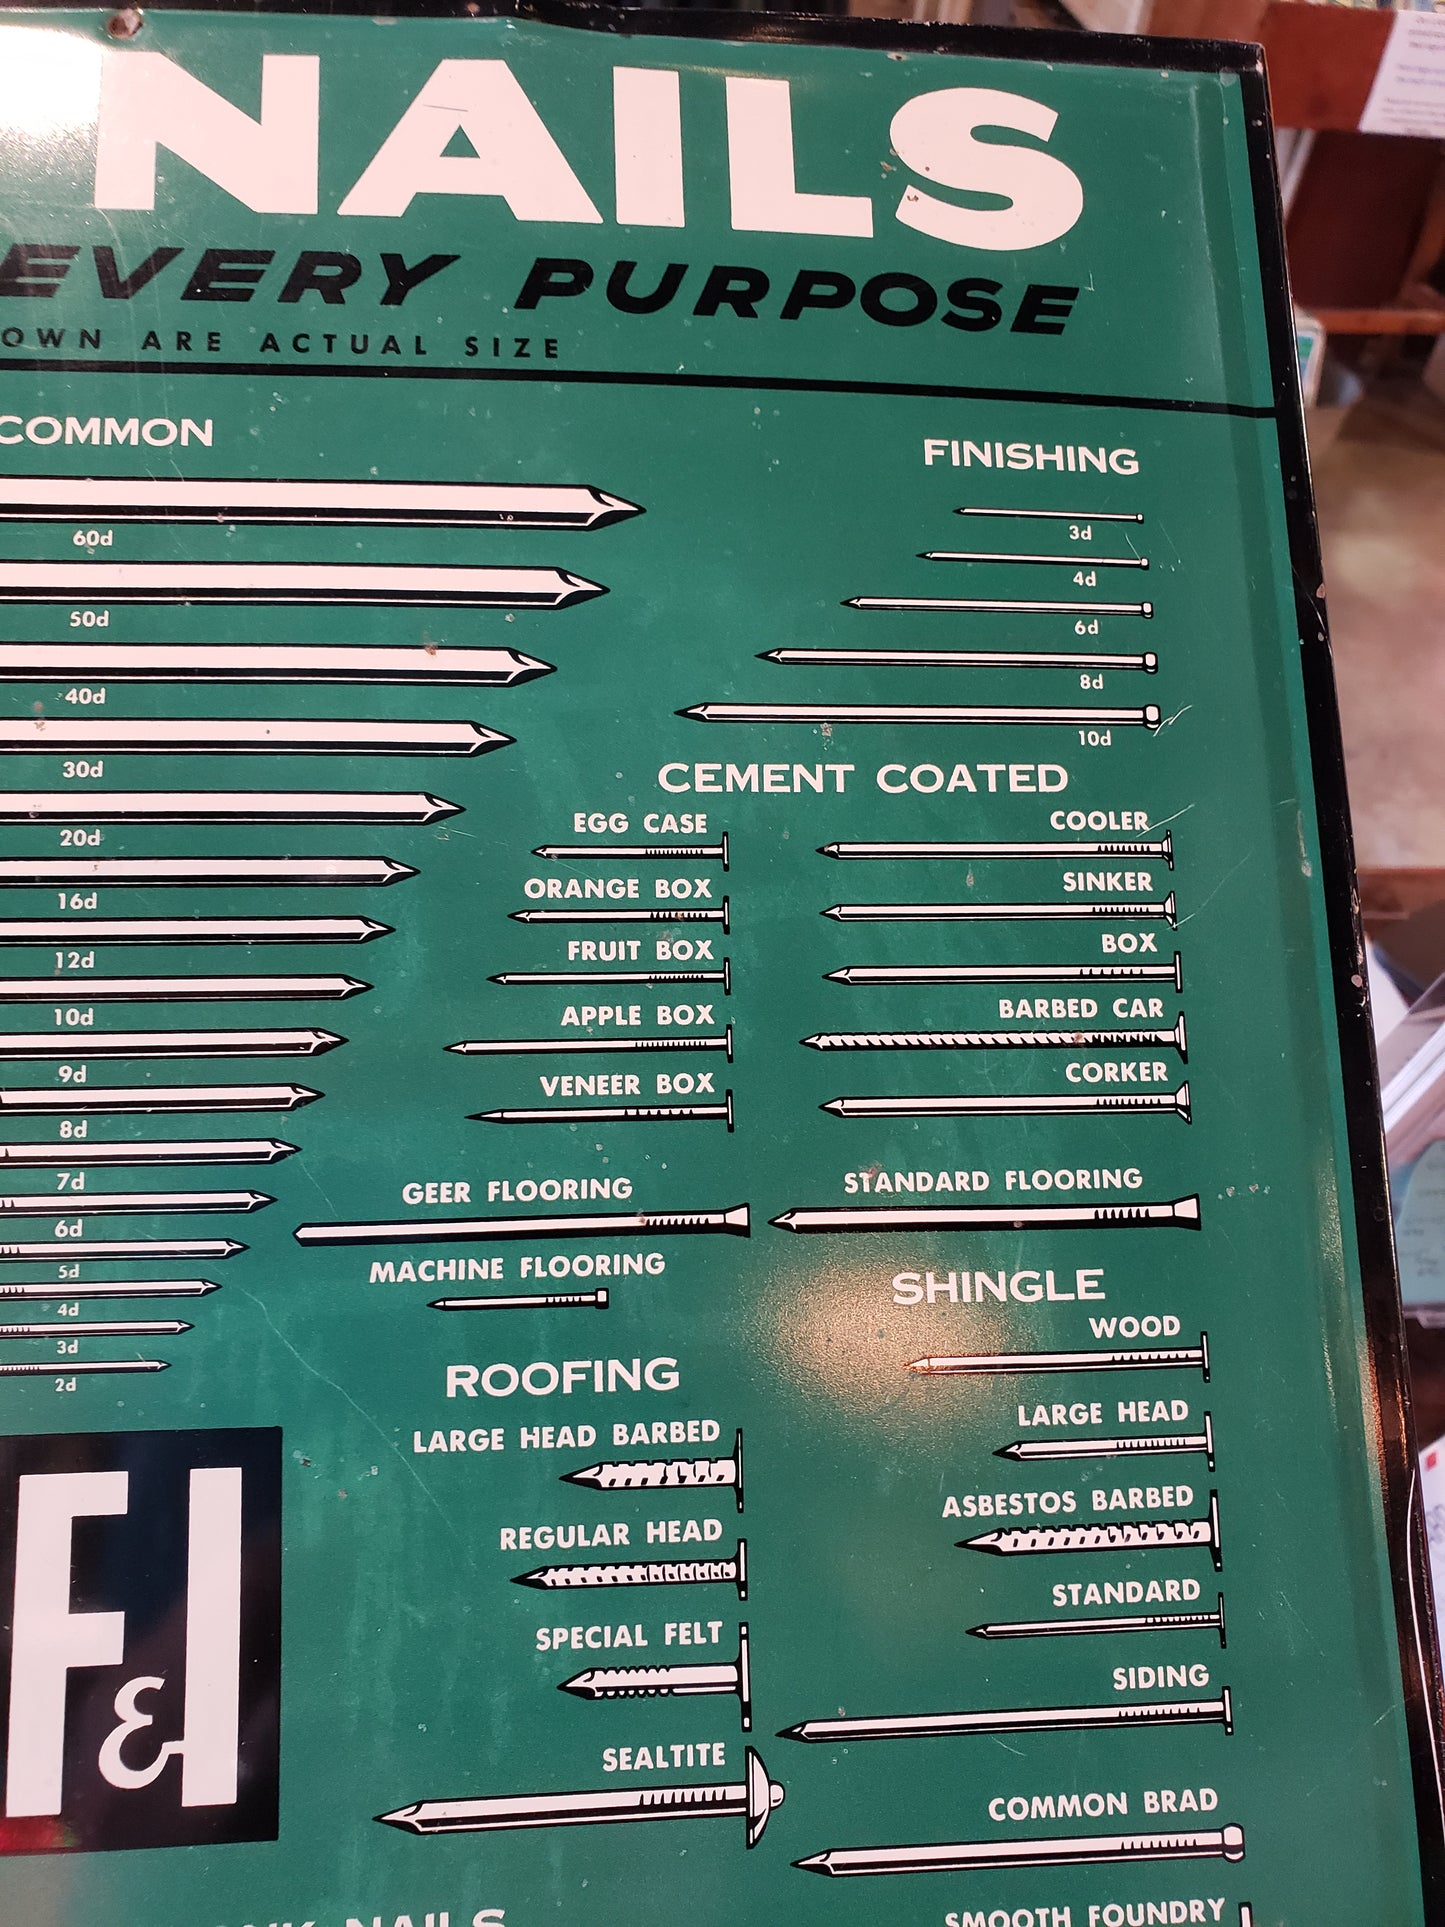 NAILS
EVERY PURPOSE
OWN ARE ACTUAL SIZE
COMMON
60d
50d
40d
30d
20d
16d
12d
10d
9d
8d
7d
6d
5d
4d
3d
2d
FINISHING
3d
4d
6d
8d
10d
CEMENT COATED
EGG CASE
ORANGE BOX
FRUIT BOX
APPLE BOX
VENEER BOX
COOLER
SINKER
BOX
BARBED CAR
CORKER
GEER FLOORING
STANDARD FLOORING
MACHINE FLOORING
ROOFING
LARGE HEAD BARBED
REGULAR HEAD
SPECIAL FELT
SEALTITE
SHINGLE
WOOD
LARGE HEAD
ASBESTOS BARBED
STANDARD
SIDING
COMMON BRAD
SMOOTH FOUNDRY
F&I
NAILS